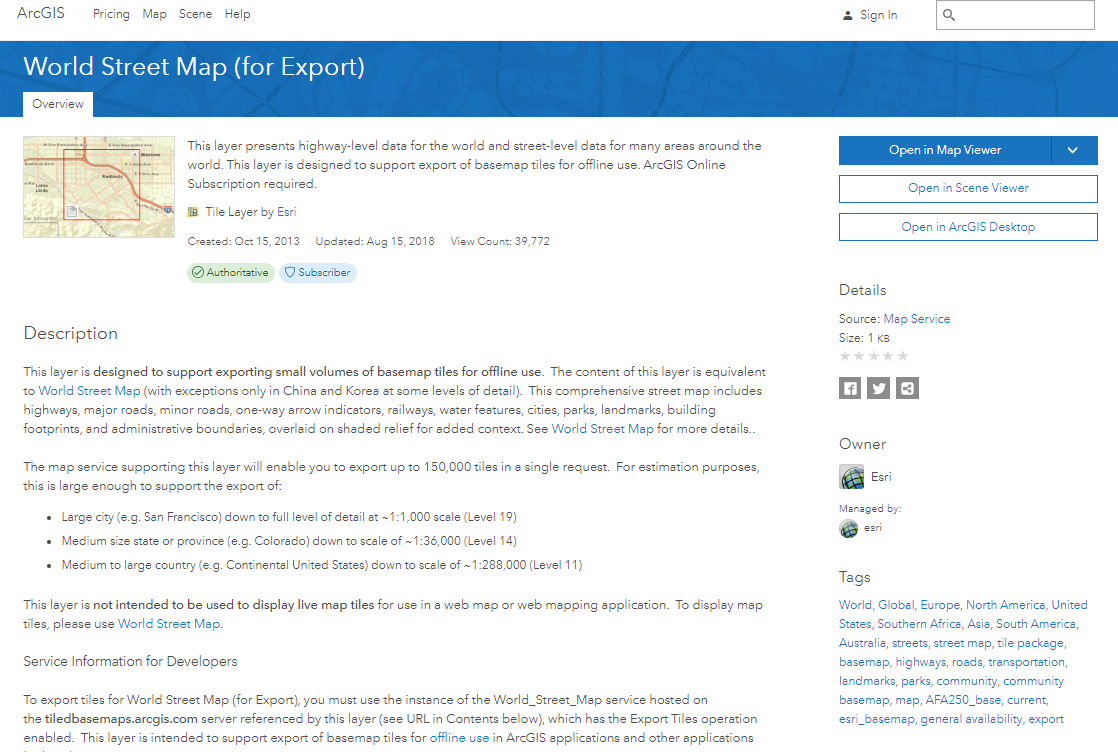 ArcGIS Pricing Map Scene Help Sign In
World Street Map (for Export)
Overview
This layer presents highway-level data for the world and street-level data for many areas around the
world. This layer is designed to support export of basemap tiles for offline use. ArcGIS Online
Subscription required.
Tile Layer by Esri
Created: Oct 15, 2013 Updated: Aug 15, 2018 View Count: 39,772
Authoritative Subscriber
Description
This layer is designed to support exporting small volumes of basemap tiles for offline use. The content of this layer is equivalent
to World Street Map (with exceptions only in China and Korea at some levels of detail). This comprehensive street map includes
highways, major roads, minor roads, one-way arrow indicators, railways, water features, cities, parks, landmarks, building
footprints, and administrative boundaries, overlaid on shaded relief for added context. See World Street Map for more details..
The map service supporting this layer will enable you to export up to 150,000 tiles in a single request. For estimation purposes,
this is large enough to support the export of:
• Large city (e.g. San Francisco) down to full level of detail at ~1:1,000 scale (Level 19)
• Medium size state or province (e.g. Colorado) down to scale of ~1:36,000 (Level 14)
• Medium to large country (e.g. Continental United States) down to scale of ~1:288,000 (Level 11)
This layer is not intended to be used to display live map tiles for use in a web map or web mapping application. To display map
tiles, please use World Street Map.
Service Information for Developers
To export tiles for World Street Map (for Export), you must use the instance of the World_Street_Map service hosted on
the tiledbasemaps.arcgis.com server referenced by this layer (see URL in Contents below), which has the Export Tiles operation
enabled. This layer is intended to support export of basemap tiles for offline use in ArcGIS applications and other applications
Open in Map Viewer
Open in Scene Viewer
Open in ArcGIS Desktop
Details
Source: Map Service
Size: 1 KB
Owner
Esri
Managed by:
esri
Tags
World, Global, Europe, North America, United
States, Southern Africa, Asia, South America,
Australia, streets, street map, tile package,
basemap, highways, roads, transportation,
landmarks, parks, community, community
basemap, map, AFA250_base, current,
esri_basemap, general availability, export